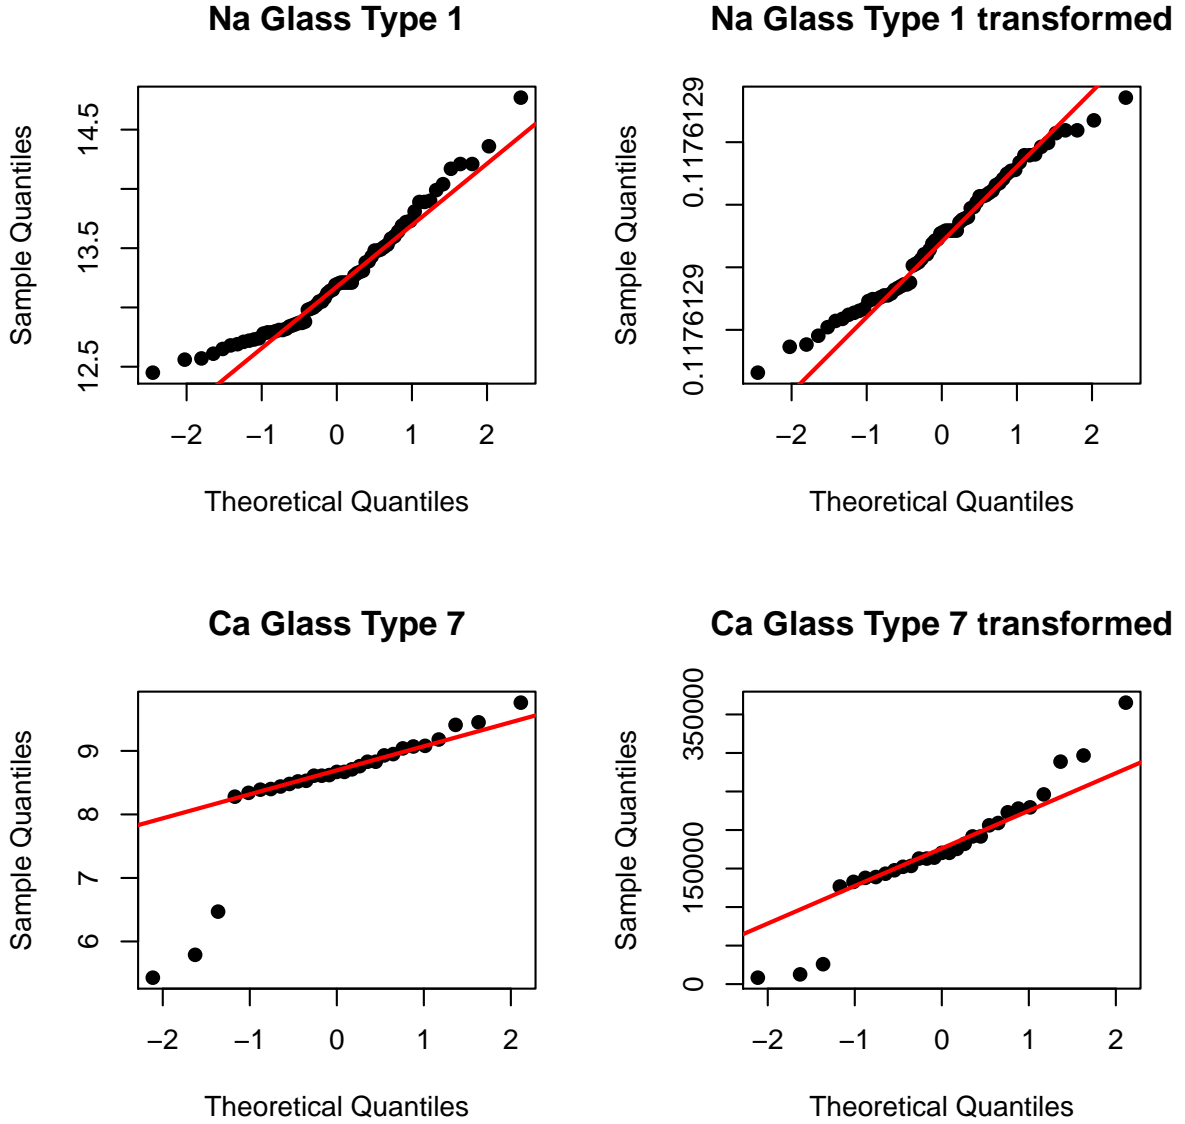 Na Glass Type 1
Sample Quantiles
14.5
13.5
12.5
−2 −1 0 1 2
Theoretical Quantiles
Na Glass Type 1 transformed
Sample Quantiles
0.1176129
0.1176129
−2 −1 0 1 2
Theoretical Quantiles
Ca Glass Type 7
Sample Quantiles
9
8
7
6
−2 −1 0 1 2
Theoretical Quantiles
Ca Glass Type 7 transformed
Sample Quantiles
350000
150000
0
−2 −1 0 1 2
Theoretical Quantiles